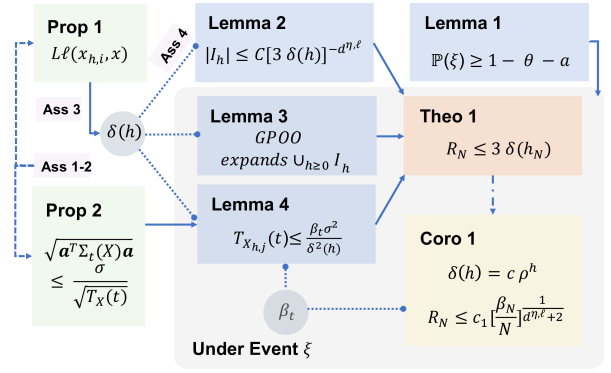 Prop 1
Lℓ(x_{h,i}, x)
Ass 3
Ass 4
δ(h)
Ass 1-2
Prop 2
√(a^T Σ_t(X) a)
≤ σ / √(T_X(t))
Lemma 2
|I_h| ≤ C[3 δ(h)]^{-d^{η,ℓ}}
Lemma 1
ℙ(ξ) ≥ 1 − θ − a
Lemma 3
GPOO
expands ∪_{h≥0} I_h
Theo 1
R_N ≤ 3 δ(h_N)
Lemma 4
T_{X_{h,j}}(t) ≤ β_t σ^2 / δ^2(h)
β_t
Coro 1
δ(h) = c ρ^h
R_N ≤ c_1 [β_N / N]^{1 / (d^{η,ℓ}+2)}
Under Event ξ